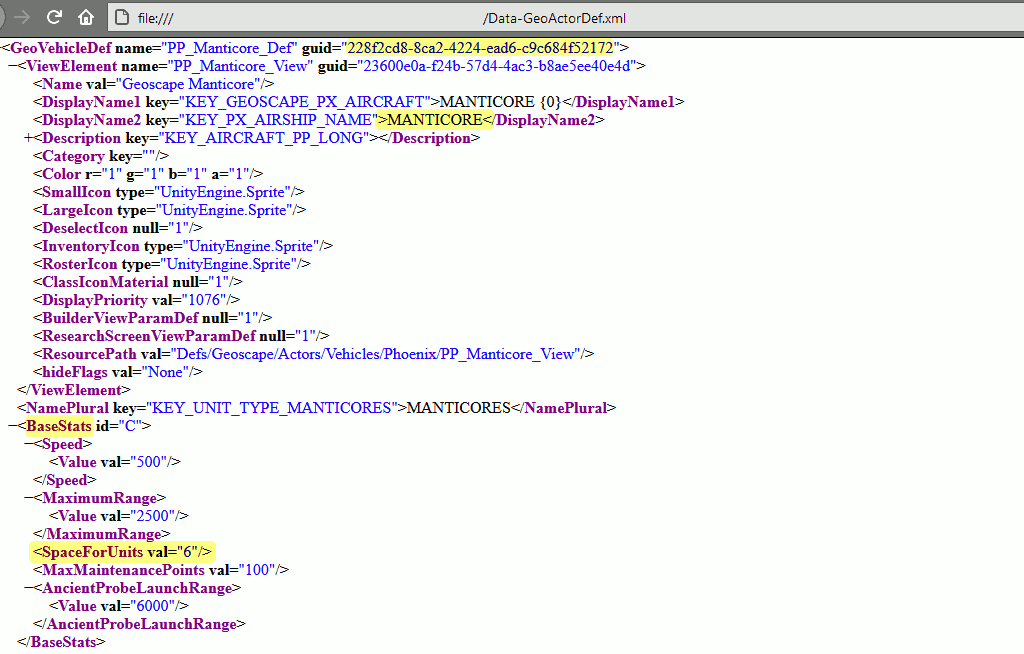 file:/// /Data-GeoActorDef.xml
<GeoVehicleDef name="PP_Manticore_Def" guid="228f2cd8-8ca2-4224-ead6-c9c684f52172">
−<ViewElement name="PP_Manticore_View" guid="23600e0a-f24b-57d4-4ac3-b8ae5ee40e4d">
<Name val="Geoscape Manticore"/>
<DisplayName1 key="KEY_GEOSCAPE_PX_AIRCRAFT">MANTICORE {0}</DisplayName1>
<DisplayName2 key="KEY_PX_AIRSHIP_NAME">MANTICORE</DisplayName2>
+<Description key="KEY_AIRCRAFT_PP_LONG"></Description>
<Category key=""/>
<Color r="1" g="1" b="1" a="1"/>
<SmallIcon type="UnityEngine.Sprite"/>
<LargeIcon type="UnityEngine.Sprite"/>
<DeselectIcon null="1"/>
<InventoryIcon type="UnityEngine.Sprite"/>
<RosterIcon type="UnityEngine.Sprite"/>
<ClassIconMaterial null="1"/>
<DisplayPriority val="1076"/>
<BuilderViewParamDef null="1"/>
<ResearchScreenViewParamDef null="1"/>
<ResourcePath val="Defs/Geoscape/Actors/Vehicles/Phoenix/PP_Manticore_View"/>
<hideFlags val="None"/>
</ViewElement>
<NamePlural key="KEY_UNIT_TYPE_MANTICORES">MANTICORES</NamePlural>
−<BaseStats id="C">
−<Speed>
<Value val="500"/>
</Speed>
−<MaximumRange>
<Value val="2500"/>
</MaximumRange>
<SpaceForUnits val="6"/>
<MaxMaintenancePoints val="100"/>
−<AncientProbeLaunchRange>
<Value val="6000"/>
</AncientProbeLaunchRange>
</BaseStats>